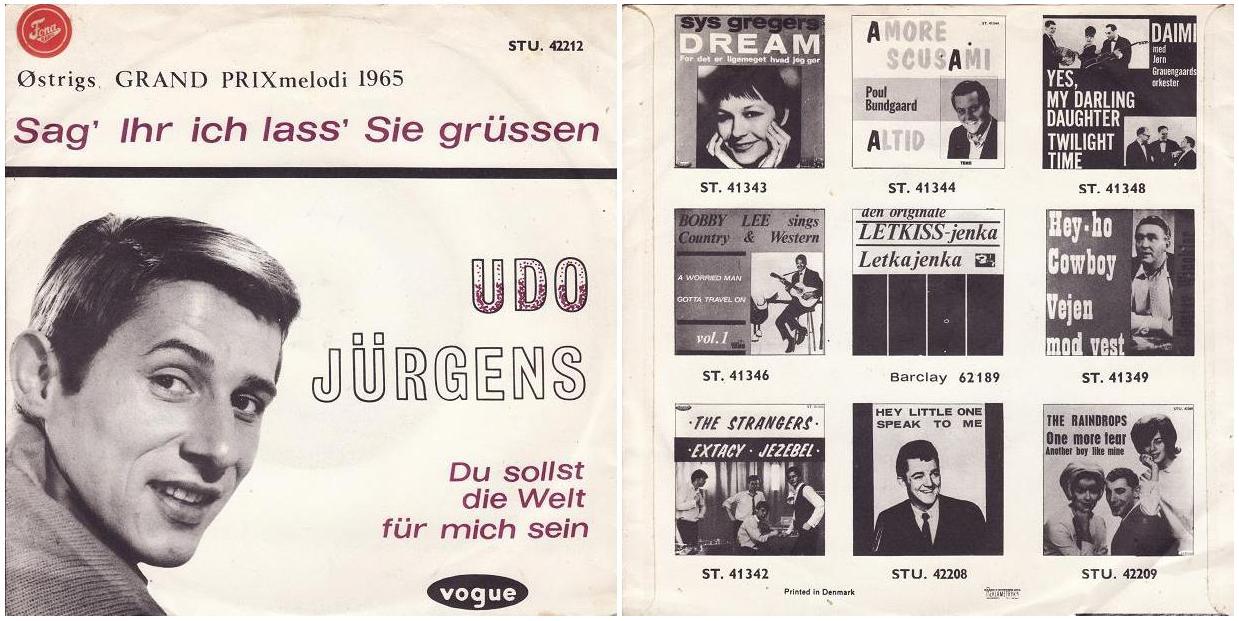 Fona
STU. 42212
Østrigs. GRAND PRIXmelodi 1965
Sag' Ihr ich lass' Sie grüssen
UDO
JÜRGENS
Du sollst
die Welt
für mich sein
vogue
sys gregers
DREAM
For det er ligemeget hvad jeg gør
ST. 41343
AMORE
SCUSAMI
Poul
Bundgaard
ALTID
TONO
ST. 41344
DAIMI
med
Jørn
Grauengaards
orkester
YES,
MY DARLING
DAUGHTER
TWILIGHT
TIME
ST. 41348
BOBBY LEE sings
Country & Western
A WORRIED MAN
GOTTA TRAVEL ON
vol.1
ST. 41346
den originale
LETKISS-jenka
Letkajenka
Barclay 62189
Hey-ho
Cowboy
Vejen
mod vest
ST. 41349
·THE STRANGERS·
·EXTACY · JEZEBEL·
ST. 41342
HEY LITTLE ONE
SPEAK TO ME
STU. 42208
THE RAINDROPS
One more tear
Another boy like mine
STU. 42209
Printed in Denmark